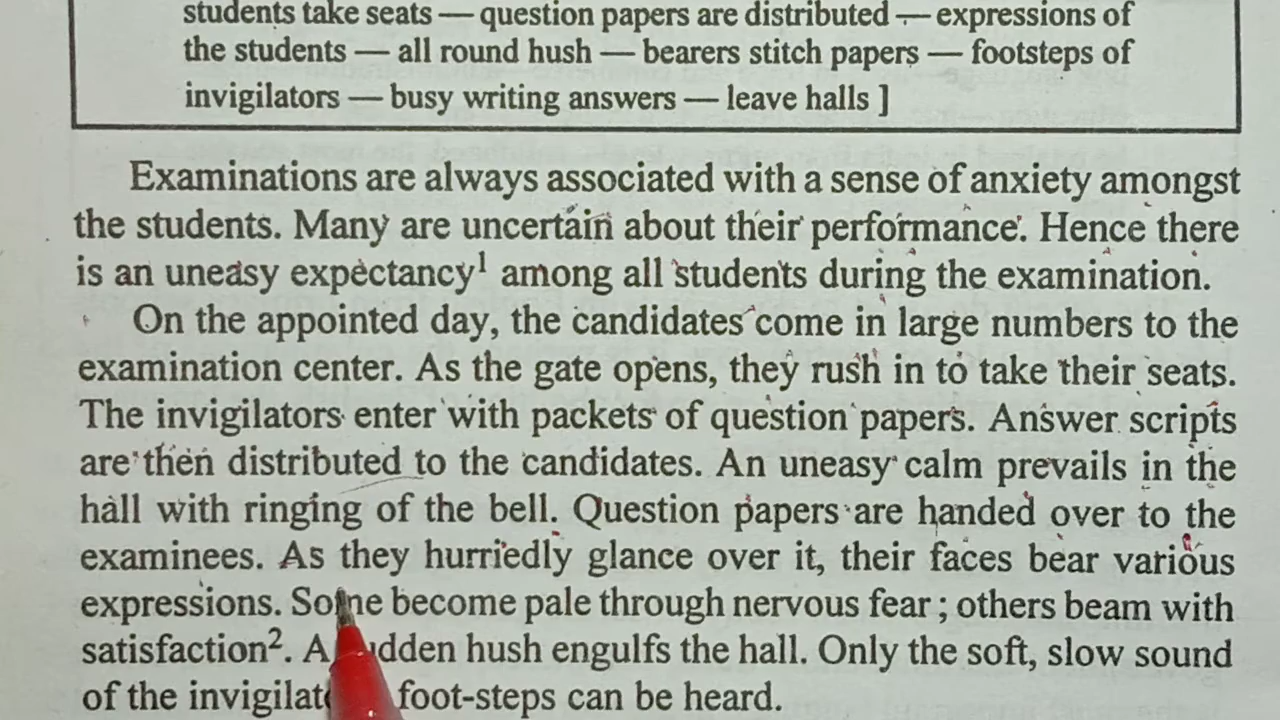 students take seats — question papers are distributed — expressions of
the students — all round hush — bearers stitch papers — footsteps of
invigilators — busy writing answers — leave halls ]
Examinations are always associated with a sense of anxiety amongst
the students. Many are uncertain about their performance. Hence there
is an uneasy expectancy¹ among all students during the examination.
On the appointed day, the candidates come in large numbers to the
examination center. As the gate opens, they rush in to take their seats.
The invigilators enter with packets of question papers. Answer scripts
are then distributed to the candidates. An uneasy calm prevails in the
hall with ringing of the bell. Question papers are handed over to the
examinees. As they hurriedly glance over it, their faces bear various
expressions. Some become pale through nervous fear ; others beam with
satisfaction². A hush engulfs the hall. Only the soft, slow sound
of the foot-steps can be heard.